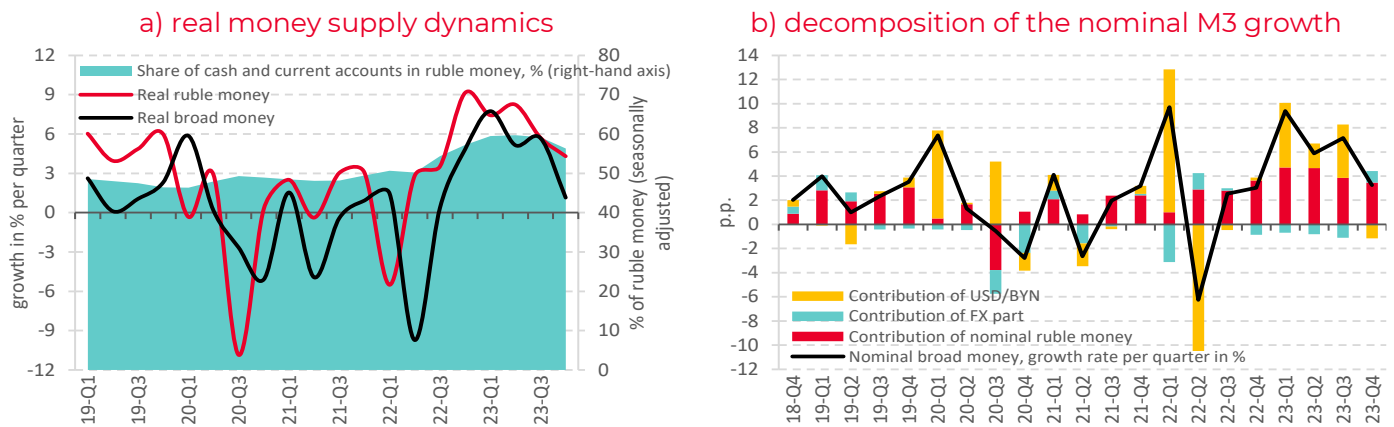 a) real money supply dynamics
growth in % per quarter
12
9
6
3
0
-3
-6
-9
-12
Share of cash and current accounts in ruble money, % (right-hand axis)
Real ruble money
Real broad money
80
70
60
50
40
30
20
10
0
% of ruble money (seasonally
adjusted)
19-Q1
19-Q3
20-Q1
20-Q3
21-Q1
21-Q3
22-Q1
22-Q3
23-Q1
23-Q3
b) decomposition of the nominal M3 growth
p.p.
14
12
10
8
6
4
2
0
-2
-4
-6
-8
-10
-12
Contribution of USD/BYN
Contribution of FX part
Contribution of nominal ruble money
Nominal broad money, growth rate per quarter in %
18-Q4
19-Q1
19-Q2
19-Q3
19-Q4
20-Q1
20-Q2
20-Q3
20-Q4
21-Q1
21-Q2
21-Q3
21-Q4
22-Q1
22-Q2
22-Q3
22-Q4
23-Q1
23-Q2
23-Q3
23-Q4